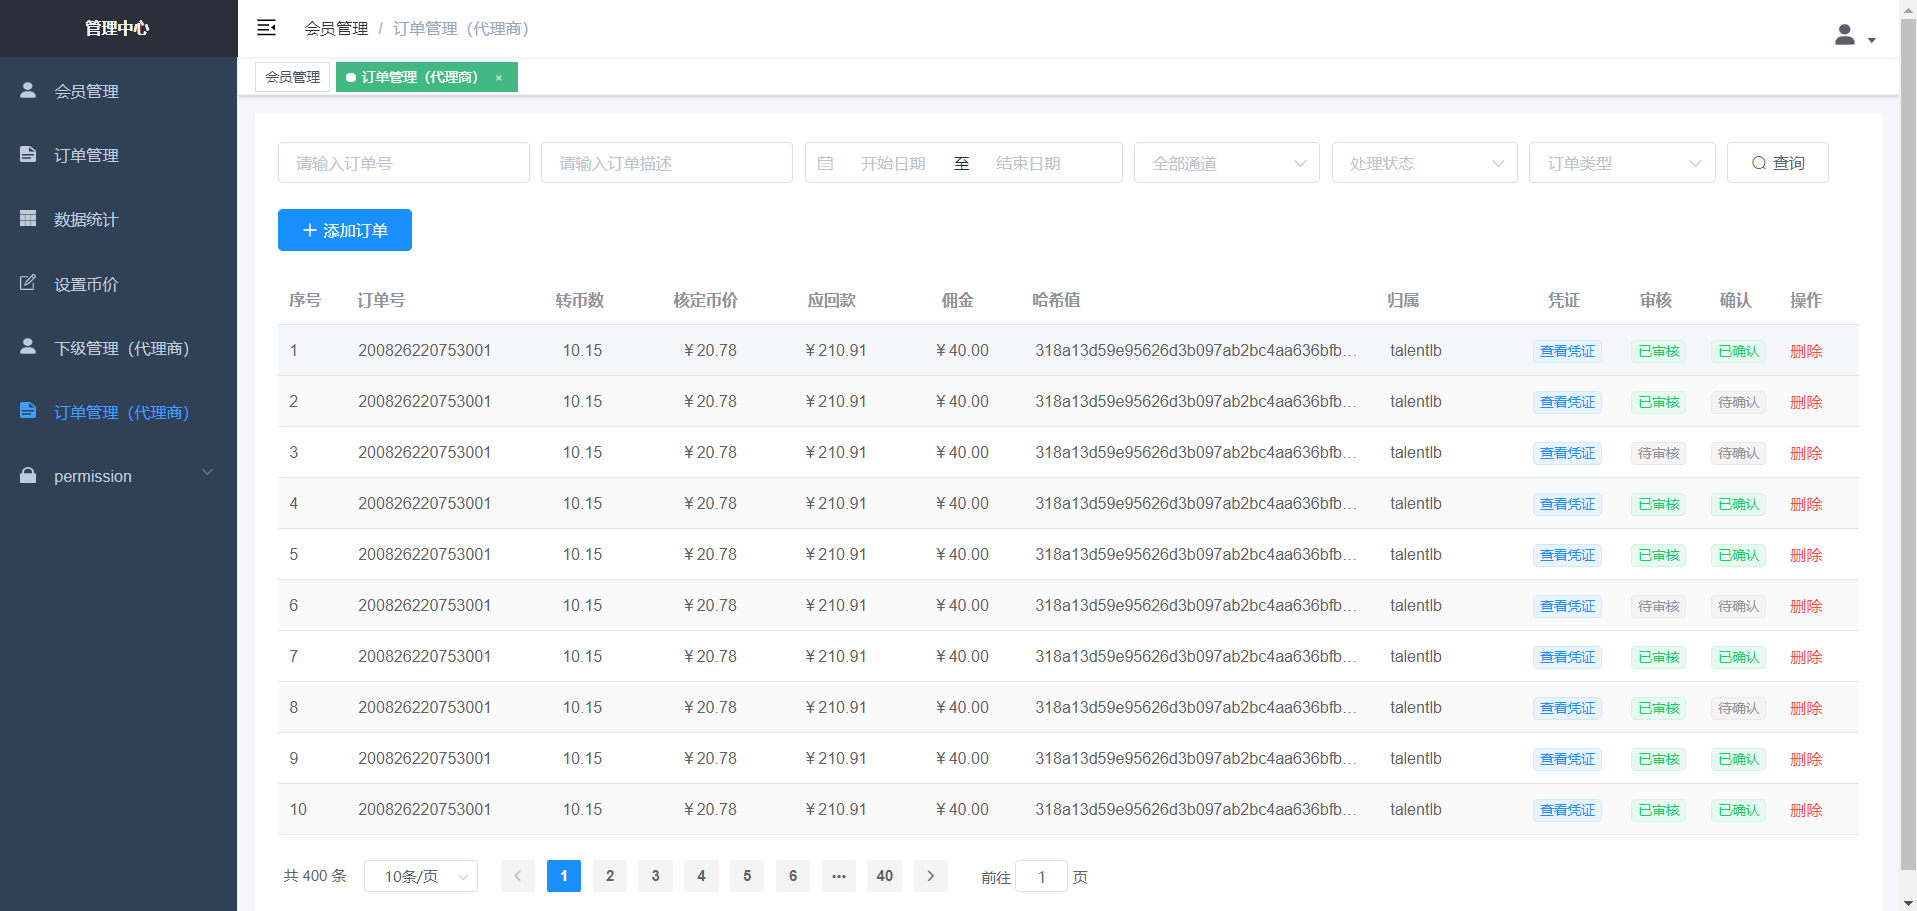 管理中心
会员管理 / 订单管理（代理商）
会员管理
订单管理（代理商） ×
会员管理
订单管理
数据统计
设置币价
下级管理（代理商）
订单管理（代理商）
permission
请输入订单号 请输入订单描述 开始日期 至 结束日期 全部通道 处理状态 订单类型 查询
+ 添加订单
序号 订单号 转币数 核定币价 应回款 佣金 哈希值 归属 凭证 审核 确认 操作
1 200826220753001 10.15 ￥20.78 ￥210.91 ￥40.00 318a13d59e95626d3b097ab2bc4aa636bfb... talentlb 查看凭证 已审核 已确认 删除
2 200826220753001 10.15 ￥20.78 ￥210.91 ￥40.00 318a13d59e95626d3b097ab2bc4aa636bfb... talentlb 查看凭证 已审核 待确认 删除
3 200826220753001 10.15 ￥20.78 ￥210.91 ￥40.00 318a13d59e95626d3b097ab2bc4aa636bfb... talentlb 查看凭证 待审核 待确认 删除
4 200826220753001 10.15 ￥20.78 ￥210.91 ￥40.00 318a13d59e95626d3b097ab2bc4aa636bfb... talentlb 查看凭证 已审核 已确认 删除
5 200826220753001 10.15 ￥20.78 ￥210.91 ￥40.00 318a13d59e95626d3b097ab2bc4aa636bfb... talentlb 查看凭证 已审核 已确认 删除
6 200826220753001 10.15 ￥20.78 ￥210.91 ￥40.00 318a13d59e95626d3b097ab2bc4aa636bfb... talentlb 查看凭证 待审核 待确认 删除
7 200826220753001 10.15 ￥20.78 ￥210.91 ￥40.00 318a13d59e95626d3b097ab2bc4aa636bfb... talentlb 查看凭证 已审核 已确认 删除
8 200826220753001 10.15 ￥20.78 ￥210.91 ￥40.00 318a13d59e95626d3b097ab2bc4aa636bfb... talentlb 查看凭证 已审核 待确认 删除
9 200826220753001 10.15 ￥20.78 ￥210.91 ￥40.00 318a13d59e95626d3b097ab2bc4aa636bfb... talentlb 查看凭证 已审核 已确认 删除
10 200826220753001 10.15 ￥20.78 ￥210.91 ￥40.00 318a13d59e95626d3b097ab2bc4aa636bfb... talentlb 查看凭证 已审核 已确认 删除
共 400 条 10条/页 < 1 2 3 4 5 6 ... 40 > 前往 1 页